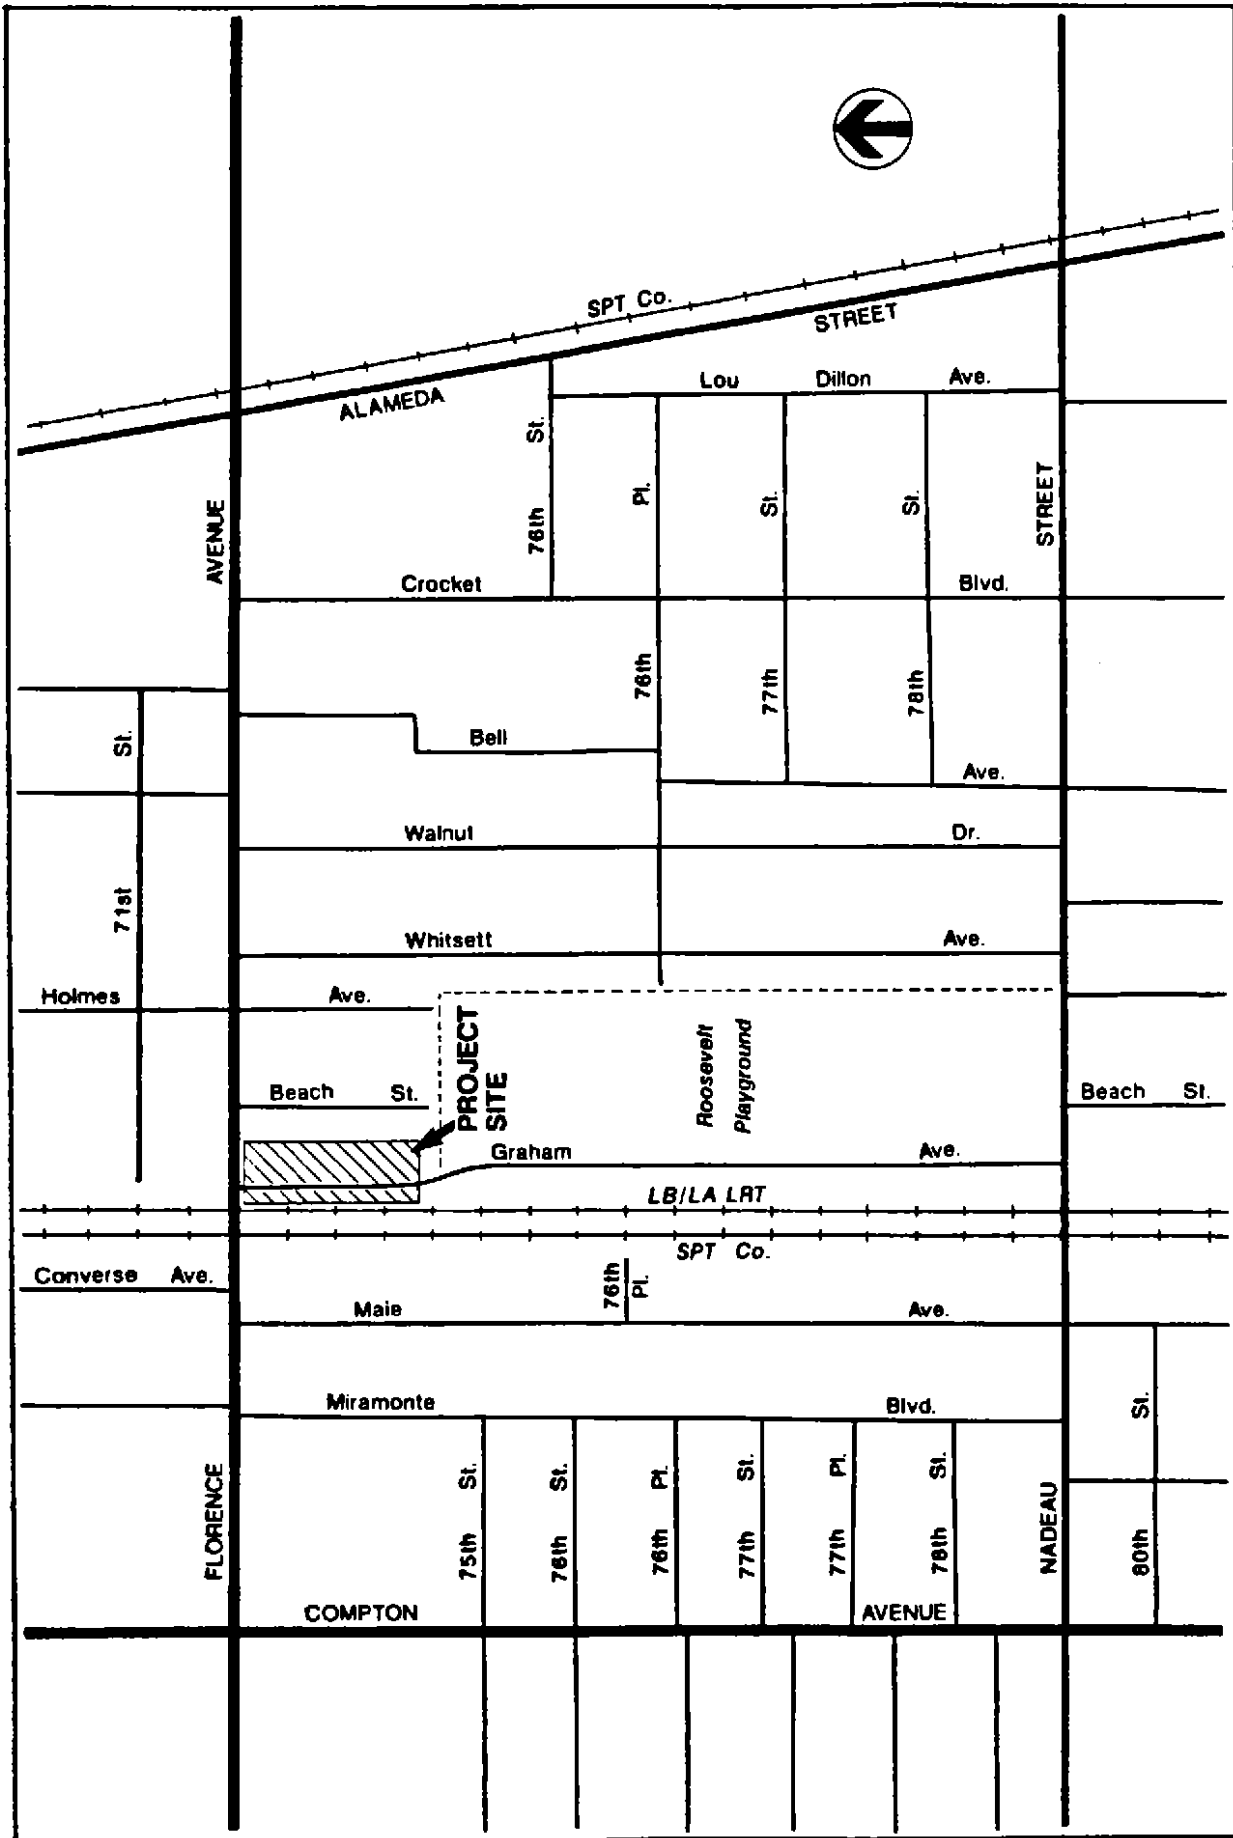 SPT Co.
ALAMEDA STREET
Lou Dillon Ave.
76th St.
76th Pl.
77th St.
78th St.
AVENUE
STREET
Crocket Blvd.
71st St.
Bell Ave.
76th
77th
78th
Walnut Dr.
Whitsett Ave.
Holmes Ave.
PROJECT
SITE
Roosevelt
Playground
Beach St.
Beach St.
Graham Ave.
LB/LA LRT
SPT Co.
Converse Ave.
76th
Pl.
Maie Ave.
Miramonte Blvd.
FLORENCE
75th St.
76th St.
76th Pl.
77th St.
77th Pl.
78th St.
NADEAU
80th St.
COMPTON AVENUE